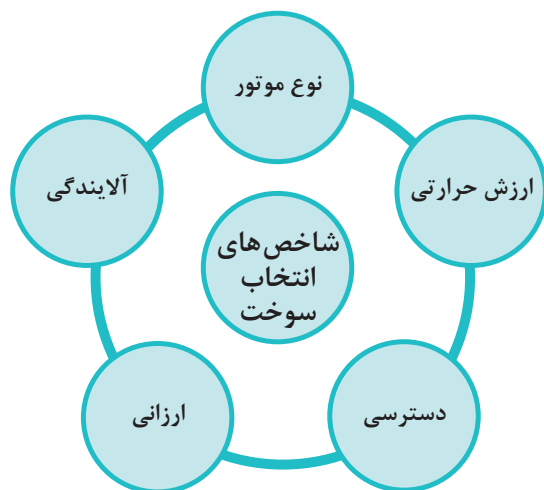 نوع موتور
ارزش حرارتی
آلایندگی
شاخص‌های
انتخاب
سوخت
دسترسی
ارزانی